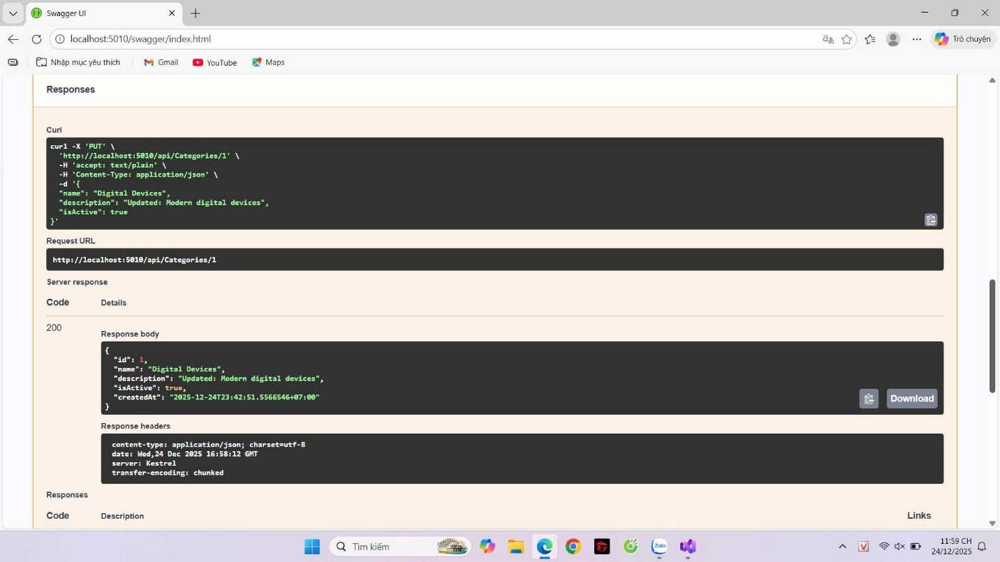 Swagger UI
localhost:5010/swagger/index.html
Trò chuyện
Nhập mục yêu thích
Gmail
YouTube
Maps
Responses
Curl
curl -X 'PUT' \
'http://localhost:5010/api/Categories/1' \
-H 'accept: text/plain' \
-H 'Content-Type: application/json' \
-d '{
"name": "Digital Devices",
"description": "Updated: Modern digital devices",
"isActive": true
}'
Request URL
http://localhost:5010/api/Categories/1
Server response
Code Details
200
Response body
{
"id": 1,
"name": "Digital Devices",
"description": "Updated: Modern digital devices",
"isActive": true,
"createdAt": "2025-12-24T23:42:51.5566546+07:00"
}
Download
Response headers
content-type: application/json; charset=utf-8
date: Wed,24 Dec 2025 16:58:12 GMT
server: Kestrel
transfer-encoding: chunked
Responses
Code Description Links
Tìm kiếm
Zalo
V
11:59 CH
24/12/2025